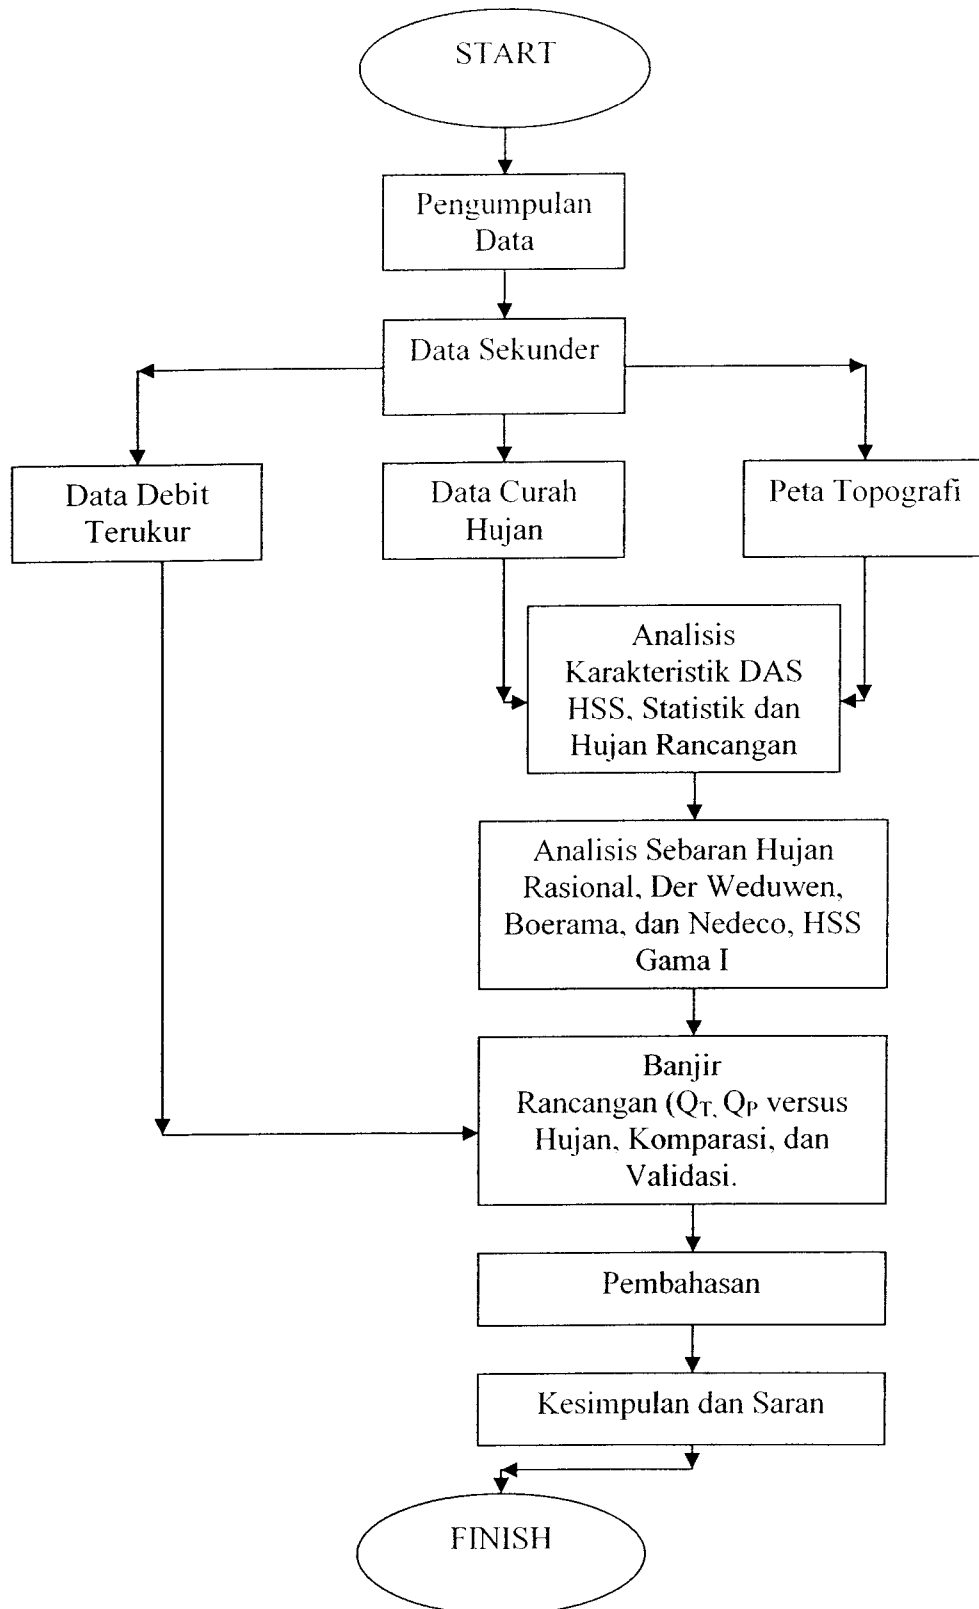 START
Pengumpulan
Data
Data Sekunder
Data Debit
Terukur
Data Curah
Hujan
Peta Topografi
Analisis
Karakteristik DAS
HSS, Statistik dan
Hujan Rancangan
Analisis Sebaran Hujan
Rasional, Der Weduwen,
Boerama, dan Nedeco, HSS
Gama I
Banjir
Rancangan (QT, QP versus
Hujan, Komparasi, dan
Validasi.
Pembahasan
Kesimpulan dan Saran
FINISH